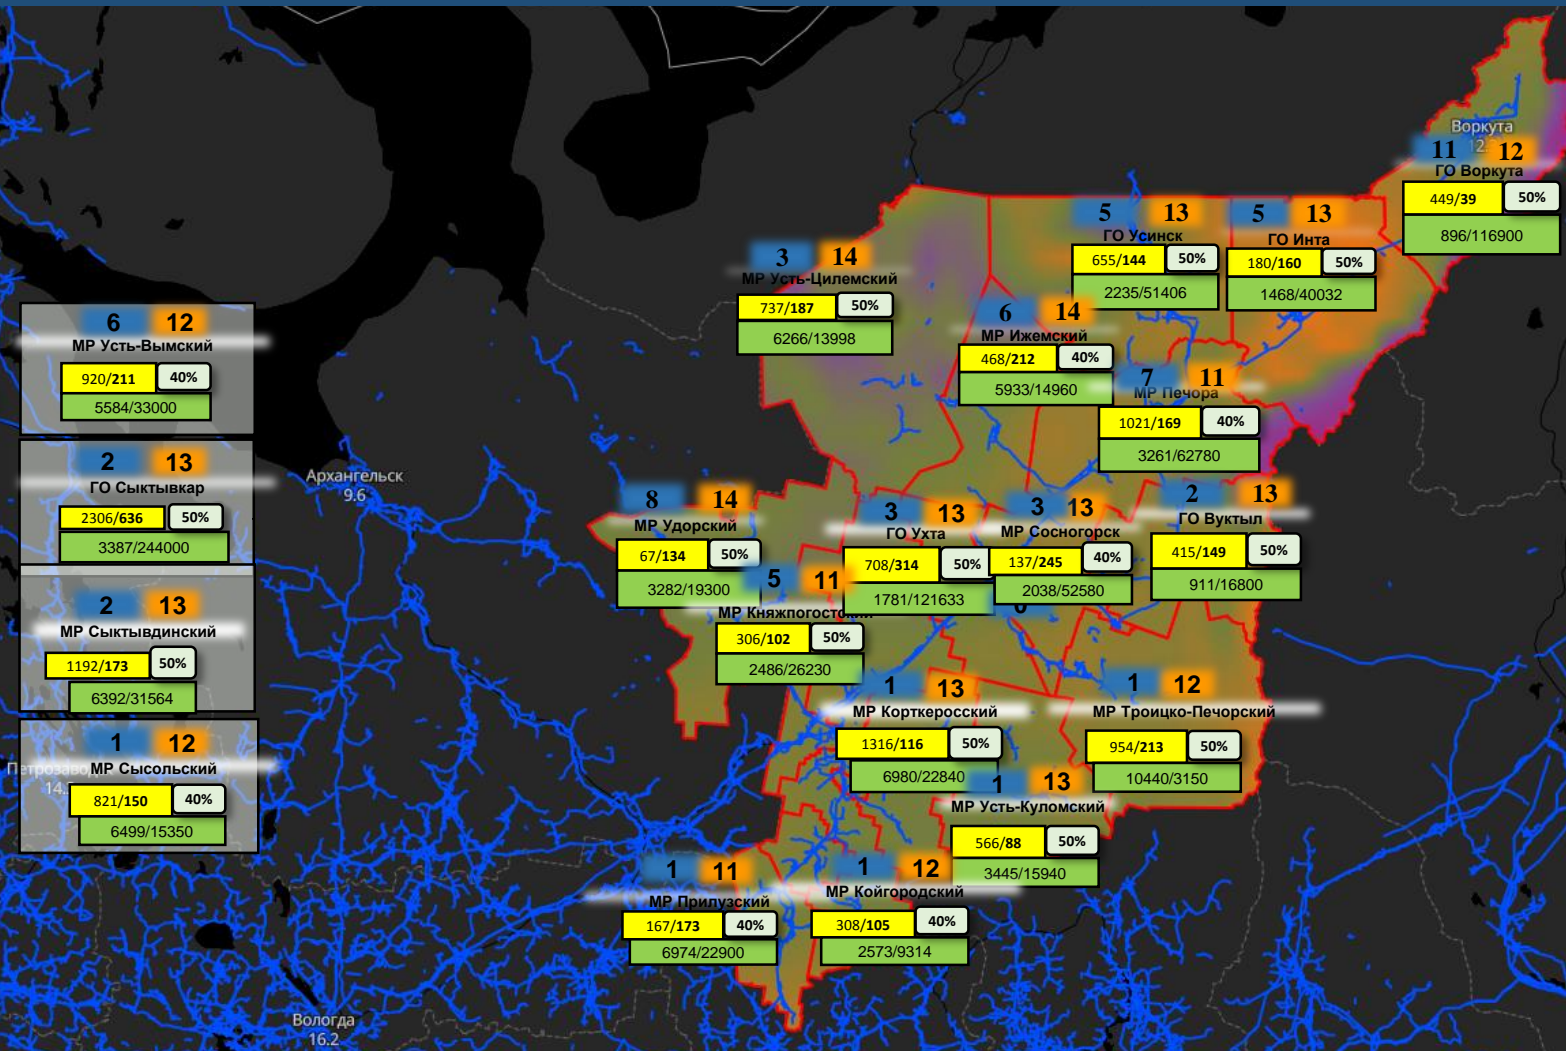 Воркута
11 12
ГО Воркута
449/39 50%
896/116900
5 13
ГО Усинск
655/144 50%
2235/51406
5 13
ГО Инта
180/160 50%
1468/40032
3 14
МР Усть-Цилемский
737/187 50%
6266/13998
6 14
МР Ижемский
468/212 40%
5933/14960
7 11
МР Печора
1021/169 40%
3261/62780
6 12
МР Усть-Вымский
920/211 40%
5584/33000
2 13
ГО Сыктывкар
2306/636 50%
3387/244000
2 13
МР Сыктывдинский
1192/173 50%
6392/31564
1 12
МР Сысольский
821/150 40%
6499/15350
Архангельск
9.6
8 14
МР Удорский
67/134 50%
3282/19300
3 13
ГО Ухта
708/314 50%
1781/121633
3 13
МР Сосногорск
137/245 40%
2038/52580
2 13
ГО Вуктыл
415/149 50%
911/16800
5 11
МР Княжпогостский
306/102 50%
2486/26230
1 13
МР Корткеросский
1316/116 50%
6980/22840
1 12
МР Троицко-Печорский
954/213 50%
10440/3150
1 13
МР Усть-Куломский
566/88 50%
3445/15940
1 11
МР Прилузский
167/173 40%
6974/22900
1 12
МР Койгородский
308/105 40%
2573/9314
Вологда
16.2